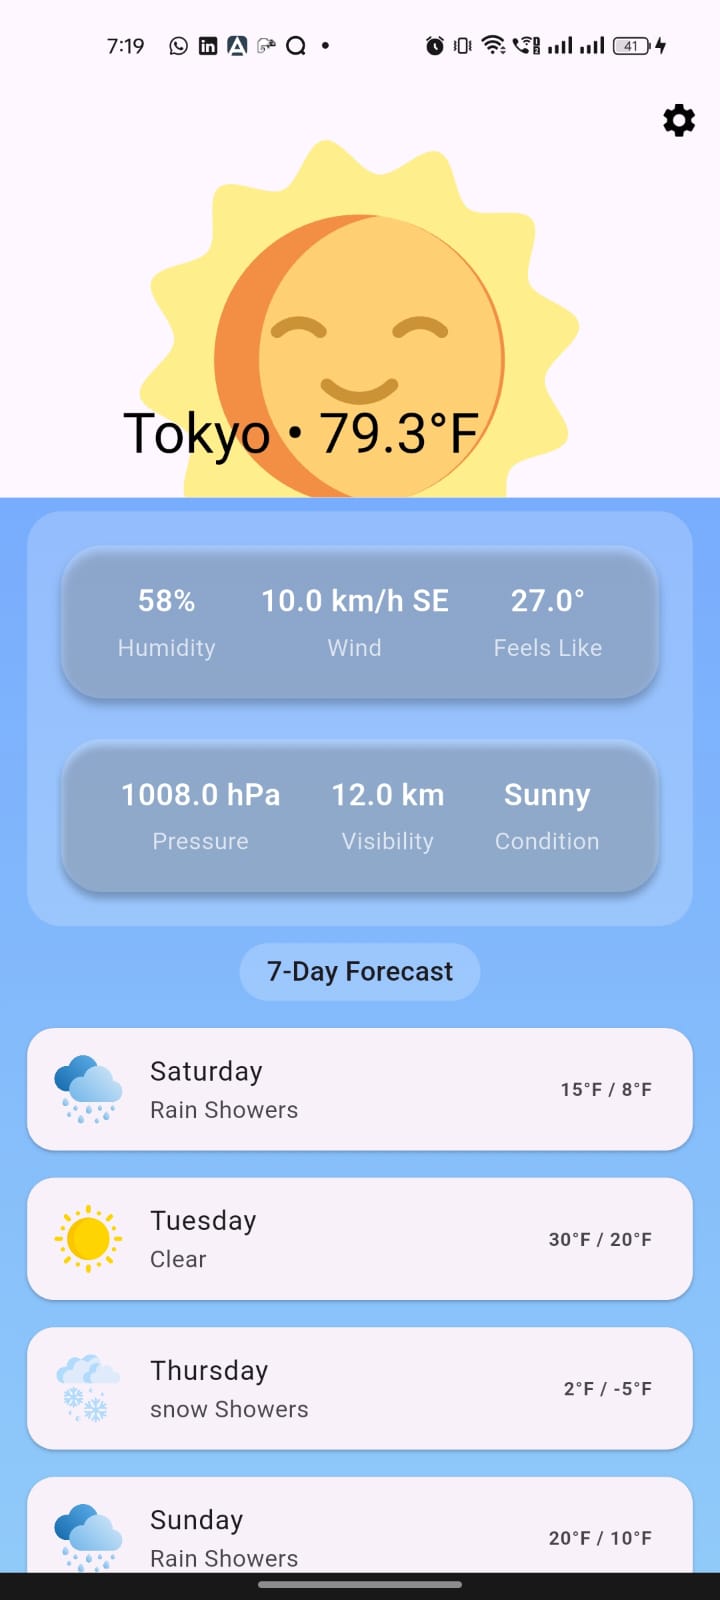 7:19 41
Tokyo • 79.3°F
58% 10.0 km/h SE 27.0°
Humidity Wind Feels Like
1008.0 hPa 12.0 km Sunny
Pressure Visibility Condition
7-Day Forecast
Saturday
Rain Showers
15°F / 8°F
Tuesday
Clear
30°F / 20°F
Thursday
snow Showers
2°F / -5°F
Sunday
Rain Showers
20°F / 10°F